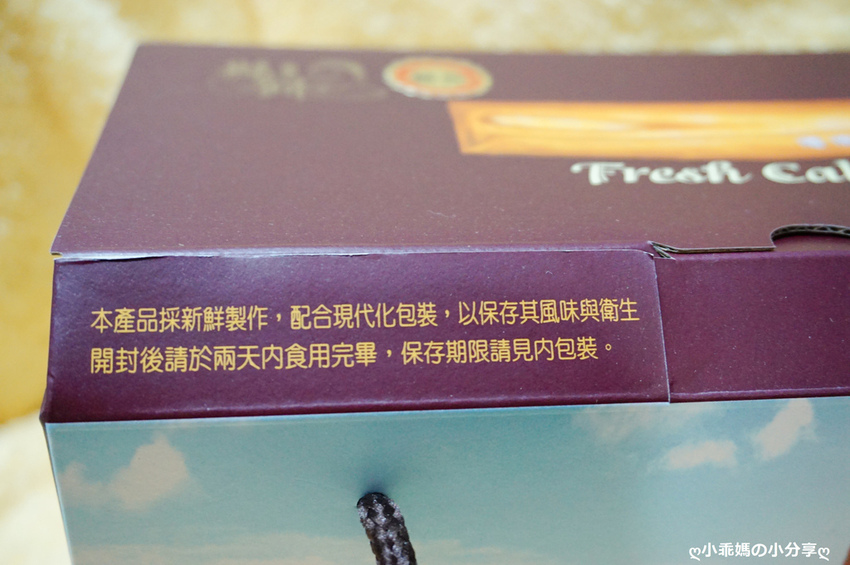 Fresh
本產品採新鮮製作，配合現代化包裝，以保存其風味與衛生
開封後請於兩天內食用完畢，保存期限請見內包裝。
ღ小乖媽の小分享ღ